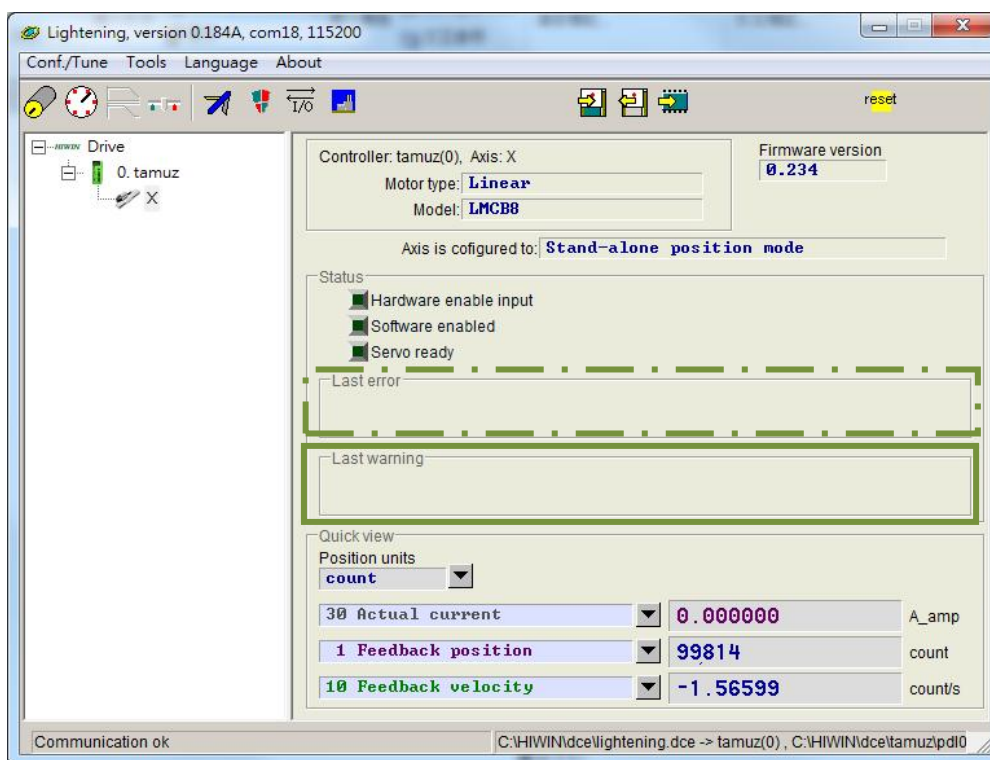 Lightening, version 0.184A, com18, 115200
Conf./Tune Tools Language About
I/O reset
HIWIN Drive
0. tamuz
X
Controller: tamuz(0), Axis: X
Firmware version
0.234
Motor type: Linear
Model: LMCB8
Axis is cofigured to: Stand-alone position mode
Status
Hardware enable input
Software enabled
Servo ready
Last error
Last warning
Quick view
Position units
count
30 Actual current 0.000000 A_amp
1 Feedback position 99814 count
10 Feedback velocity -1.56599 count/s
Communication ok C:\HIWIN\dce\lightening.dce -> tamuz(0) , C:\HIWIN\dce\tamuz\pdl0